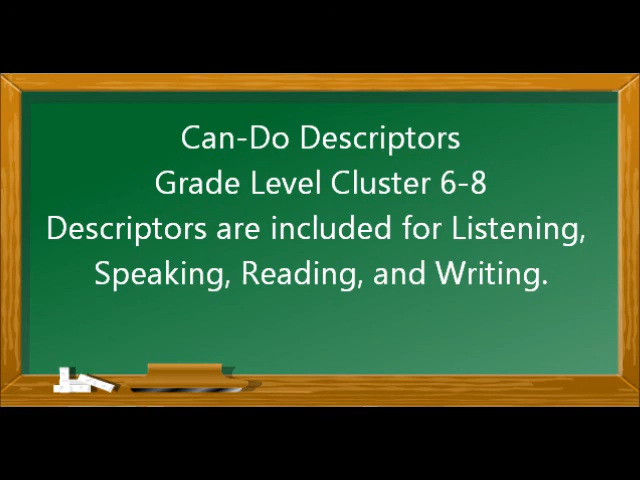 Can-Do Descriptors
Grade Level Cluster 6-8
Descriptors are included for Listening,
Speaking, Reading, and Writing.